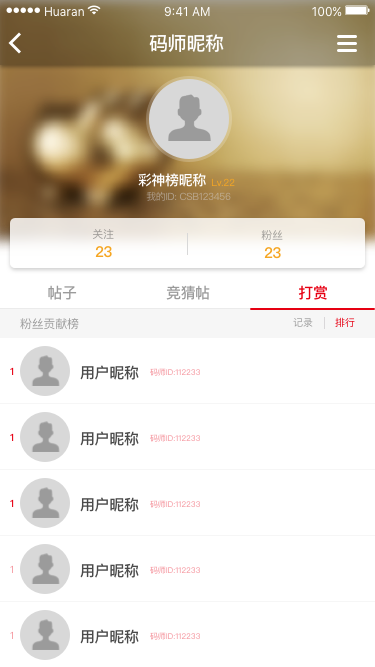 Huaran 9:41 AM 100%
码师昵称
彩神榜昵称 Lv.22
我的ID: CSB123456
关注 粉丝
23 23
帖子 竞猜帖 打赏
粉丝贡献榜 记录 排行
1 用户昵称 码师ID:112233
1 用户昵称 码师ID:112233
1 用户昵称 码师ID:112233
1 用户昵称 码师ID:112233
1 用户昵称 码师ID:112233